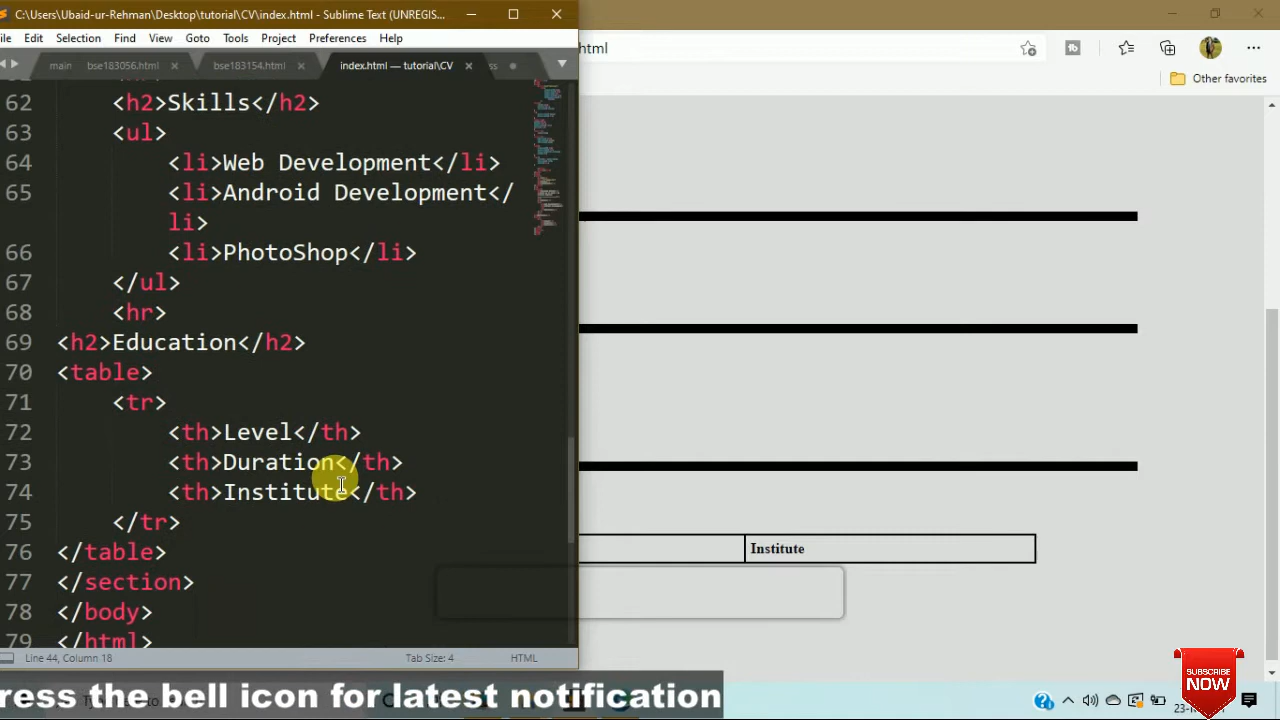 C:\Users\Ubaid-ur-Rehman\Desktop\tutorial\CV\index.html - Sublime Text (UNREGIS...
ile Edit Selection Find View Goto Tools Project Preferences Help
html
main bse183056.html bse183154.html index.html — tutorial\CV ss
Other favorites
62 <h2>Skills</h2>
63 <ul>
64 <li>Web Development</li>
65 <li>Android Development</
li>
66 <li>PhotoShop</li>
67 </ul>
68 <hr>
69 <h2>Education</h2>
70 <table>
71 <tr>
72 <th>Level</th>
73 <th>Duration</th>
74 <th>Institute</th>
75 </tr>
76 </table>
77 </section>
78 </body>
79 </html>
Institute
Line 44, Column 18 Tab Size: 4 HTML
ress the bell icon for latest notification
SUBSCRIBE
NOW